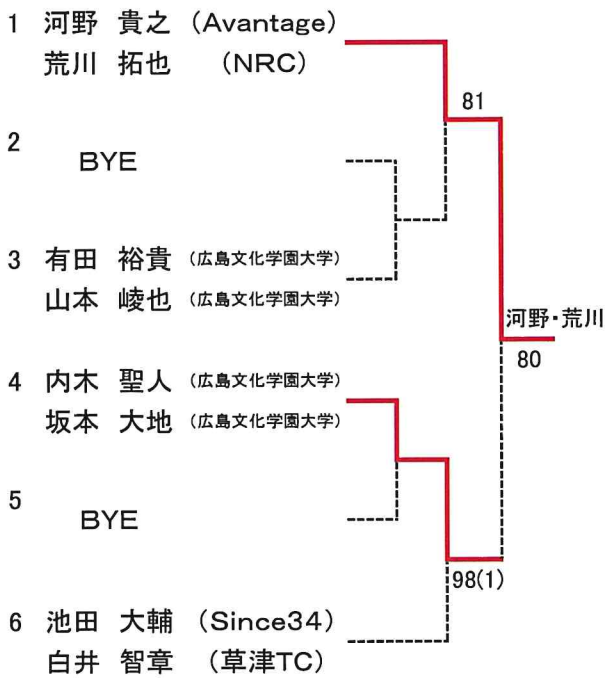 1 河野 貴之 (Avantage)
荒川 拓也 (NRC)
81
2 BYE
3 有田 裕貴 (広島文化学園大学)
山本 崚也 (広島文化学園大学)
河野・荒川
80
4 内木 聖人 (広島文化学園大学)
坂本 大地 (広島文化学園大学)
5 BYE
98(1)
6 池田 大輔 (Since34)
白井 智章 (草津TC)